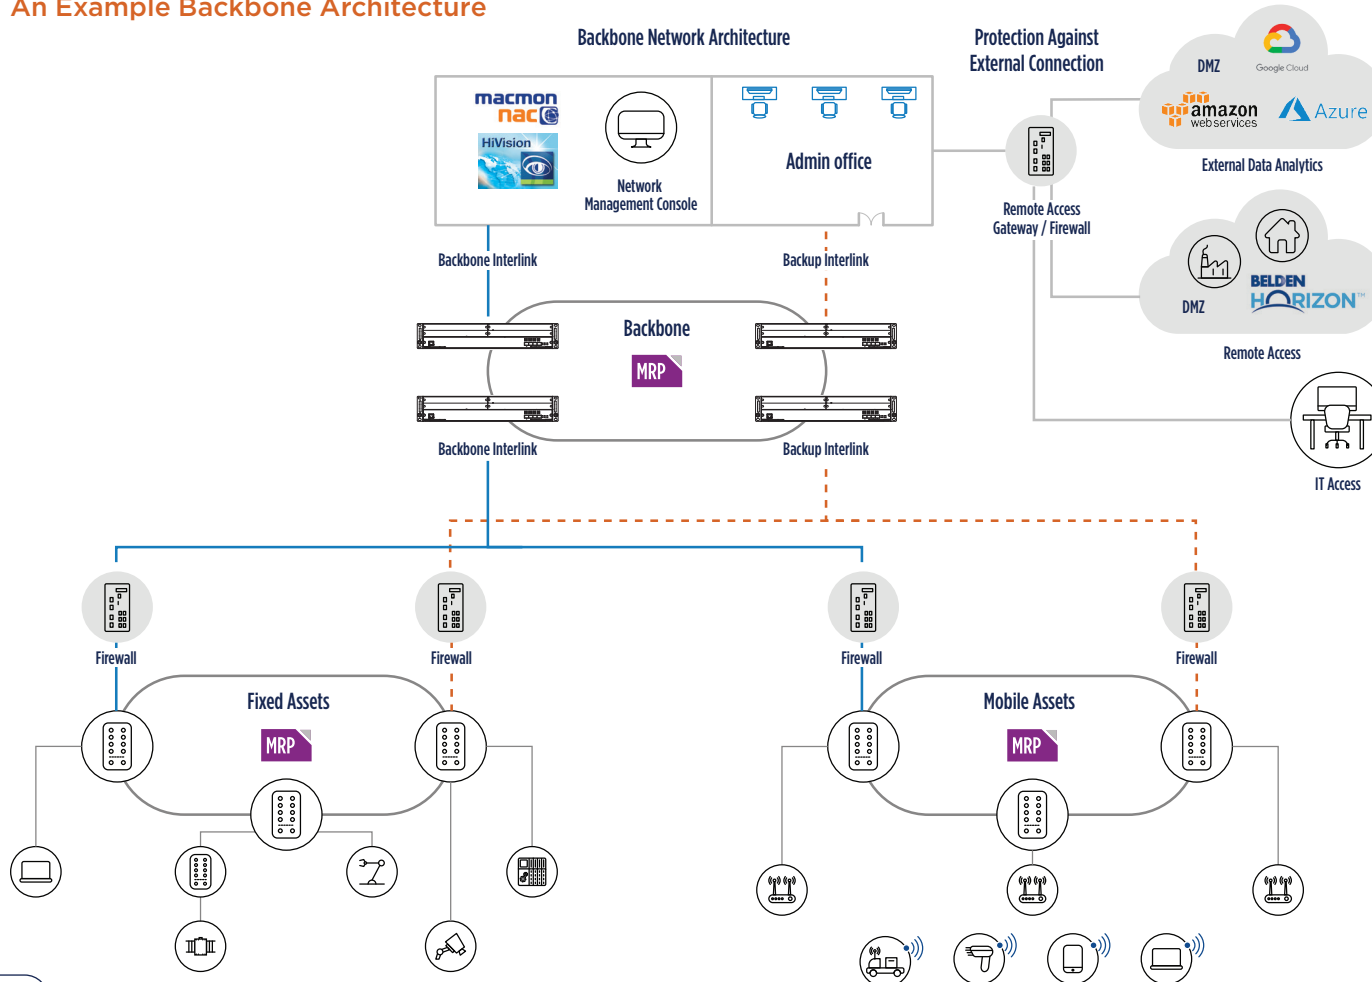 An Example Backbone Architecture
Backbone Network Architecture
Protection Against
External Connection
macmon
nac
HiVision
Network
Management Console
Admin office
DMZ
Google Cloud
amazon
webservices
Azure
External Data Analytics
Remote Access
Gateway / Firewall
BELDEN
HORIZON™
DMZ
Remote Access
IT Access
Backbone Interlink
Backup Interlink
Backbone
MRP
Backbone Interlink
Backup Interlink
Firewall
Firewall
Firewall
Firewall
Fixed Assets
MRP
Mobile Assets
MRP